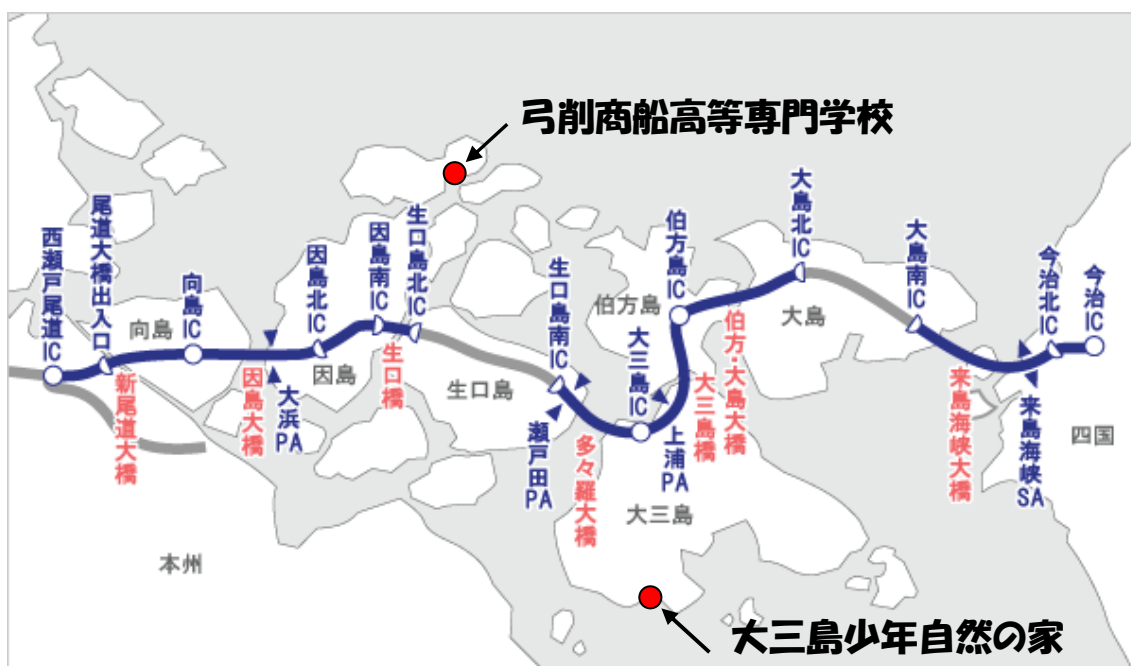 弓削商船高等専門学校
西瀬戸尾道IC
尾道大橋出入口
新尾道大橋
向島IC
向島
因島大橋
大浜PA
因島北IC
因島
因島南IC
生口橋
生口島北IC
生口島
生口島南IC
瀬戸田PA
多々羅大橋
伯方島
大三島IC
上浦PA
大三島
伯方島IC
大三島橋
伯方・大島大橋
大島北IC
大島
大島南IC
来島海峡大橋
来島海峡SA
今治北IC
今治IC
四国
本州
大三島少年自然の家